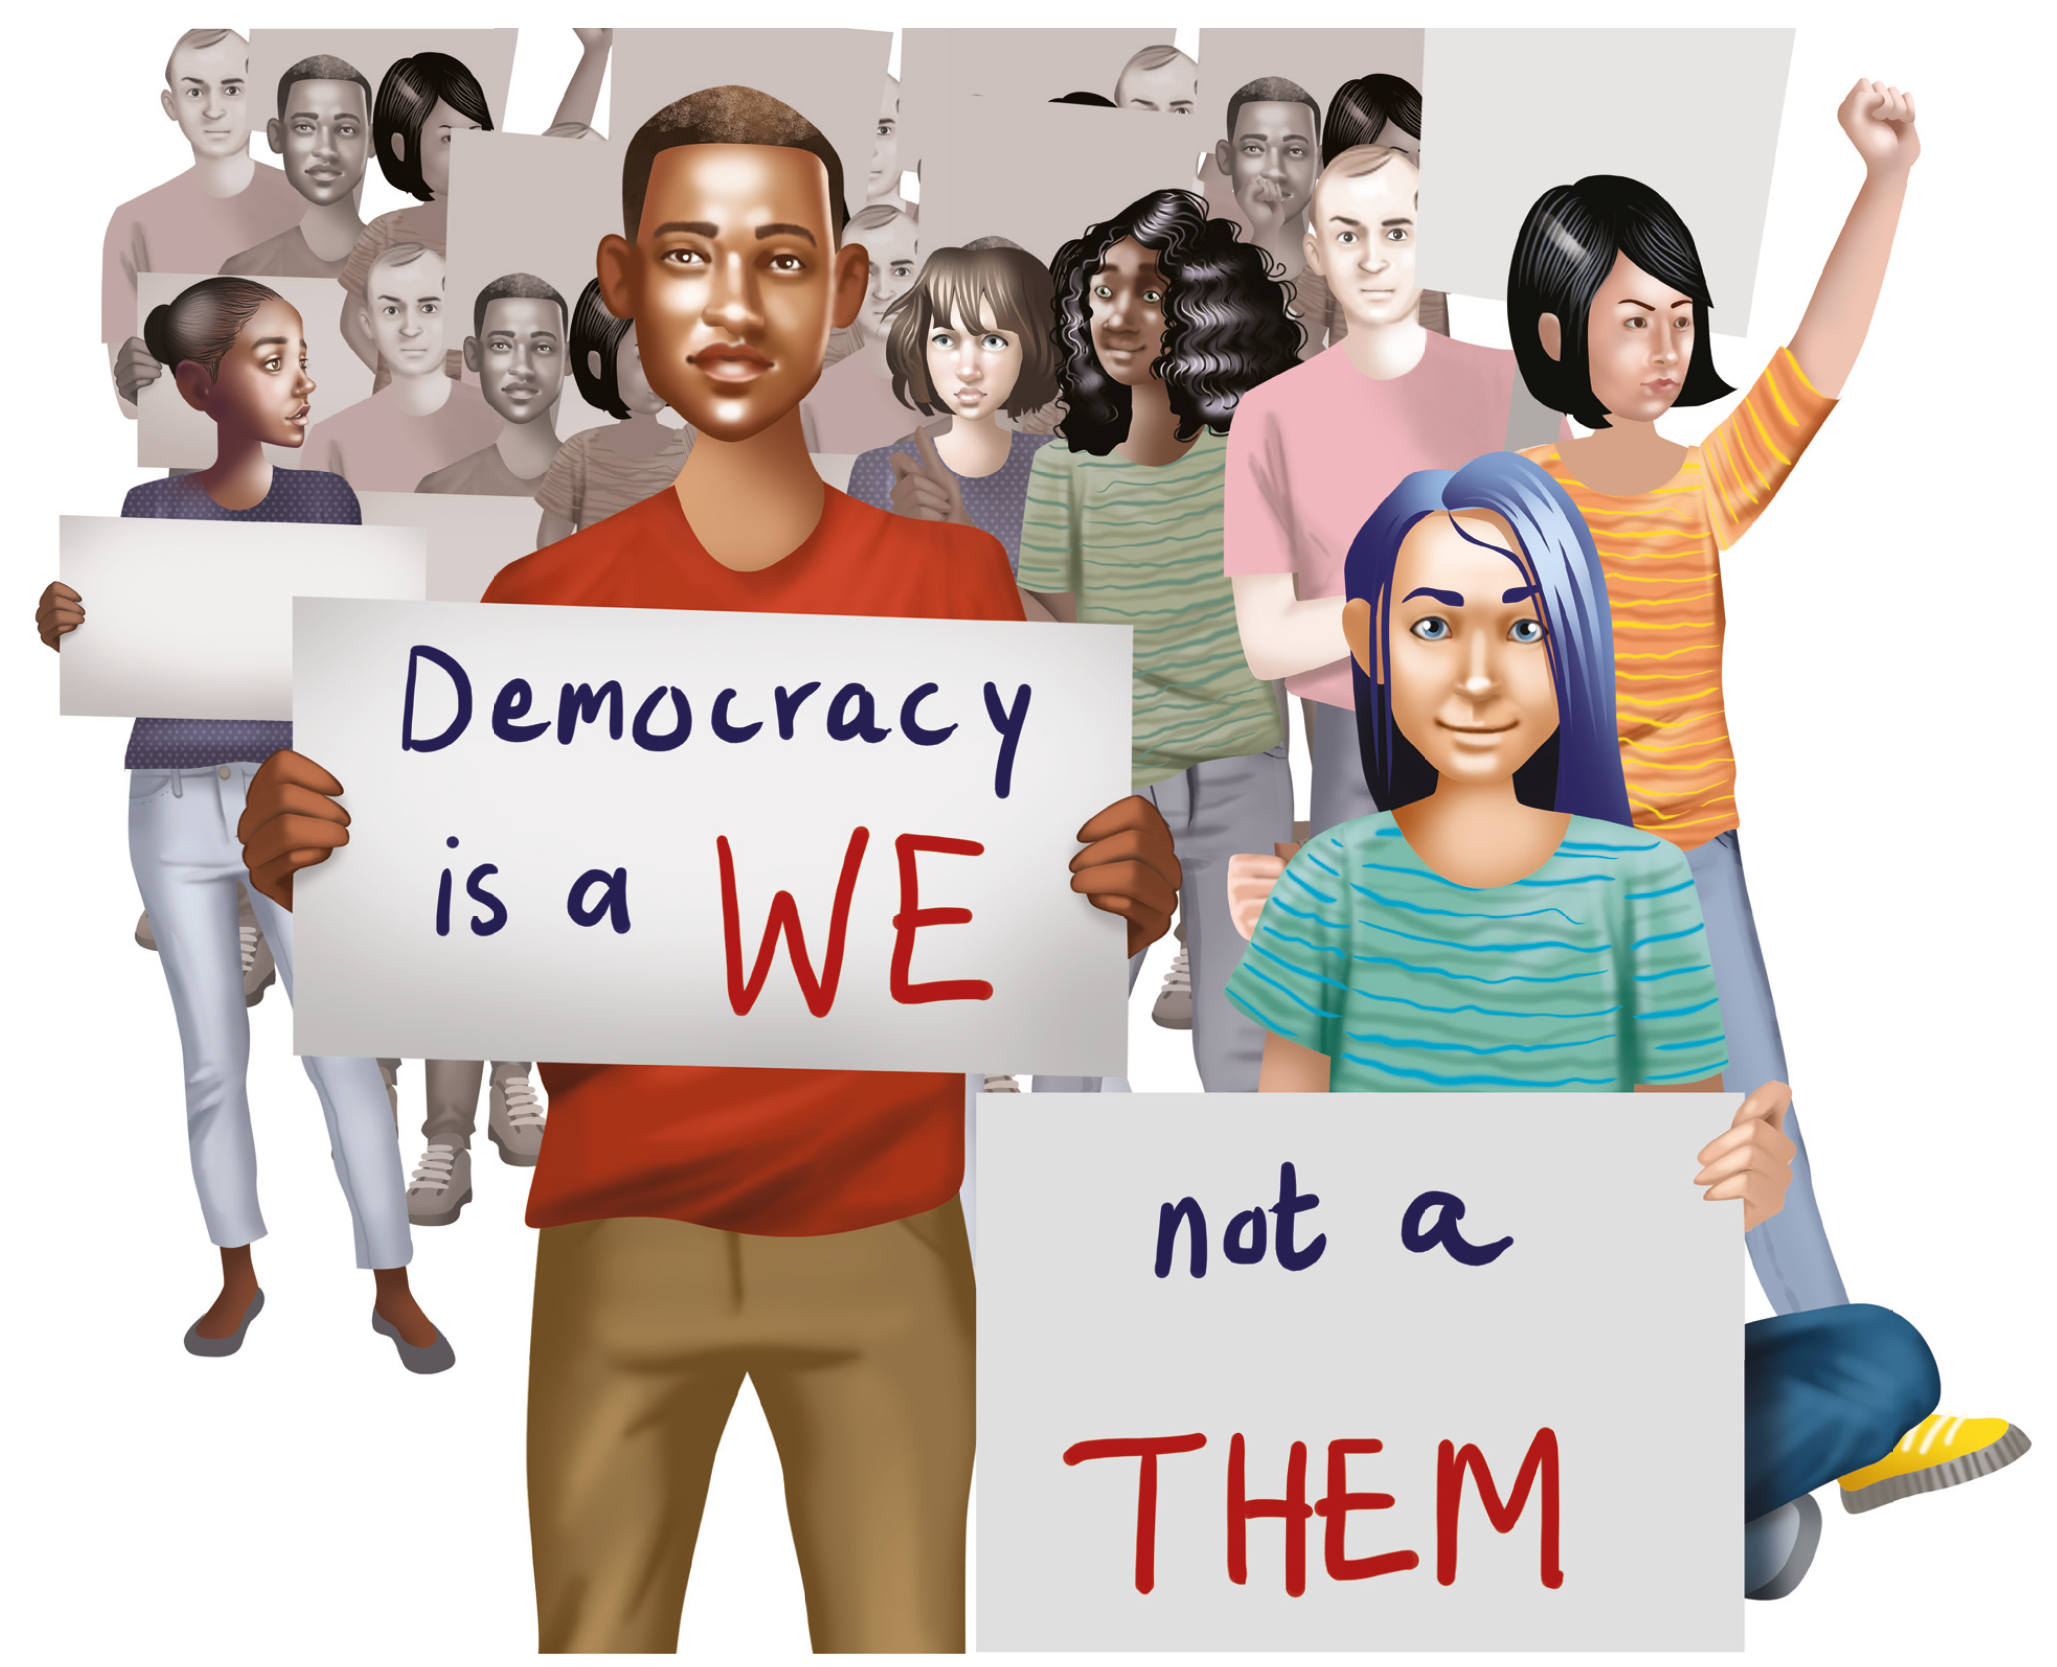 Democracy
is a WE
not a
THEM